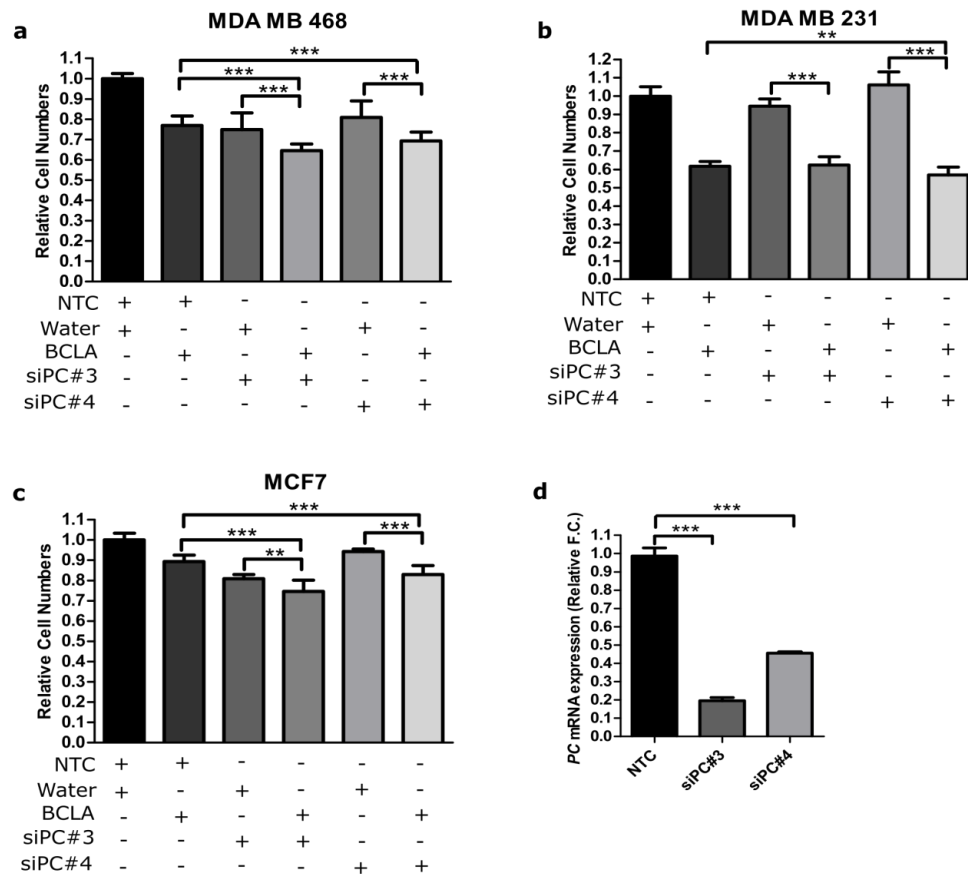 a
MDA MB 468
***
***
***
***
Relative Cell Numbers
1.1
1.0
0.9
0.8
0.7
0.6
0.5
0.4
0.3
0.2
0.1
0.0
NTC + + - - - -
Water + - + - + -
BCLA - + - + - +
siPC#3 - - + + - -
siPC#4 - - - - + +
b
MDA MB 231
**
***
***
Relative Cell Numbers
1.2
1.1
1.0
0.9
0.8
0.7
0.6
0.5
0.4
0.3
0.2
0.1
0.0
NTC + + - - - -
Water + - + - + -
BCLA - + - + - +
siPC#3 - - + + - -
siPC#4 - - - - + +
c
MCF7
***
***
***
**
Relative Cell Numbers
1.1
1.0
0.9
0.8
0.7
0.6
0.5
0.4
0.3
0.2
0.1
0.0
NTC + + - - - -
Water + - + - + -
BCLA - + - + - +
siPC#3 - - + + - -
siPC#4 - - - - + +
d
***
***
PC mRNA expression (Relative F.C.)
1.1
1.0
0.9
0.8
0.7
0.6
0.5
0.4
0.3
0.2
0.1
0.0
NTC
siPC#3
siPC#4